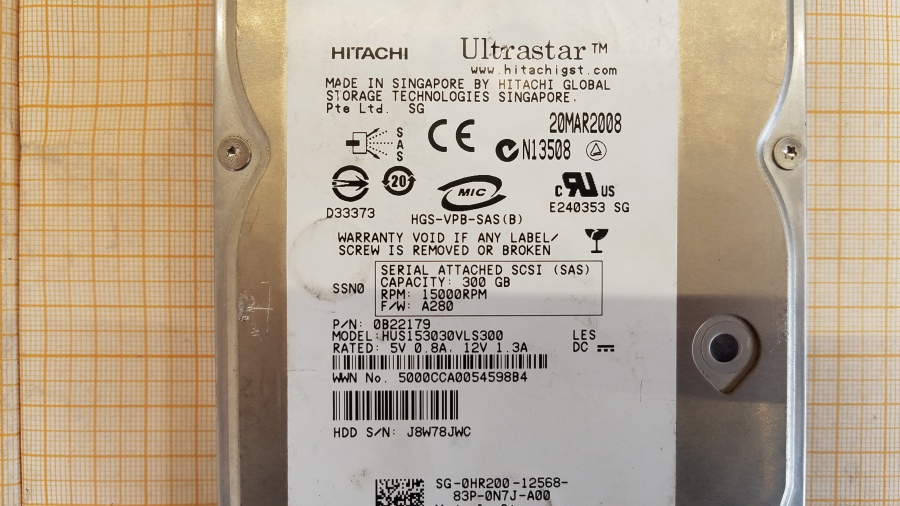 HITACHI Ultrastar™
www.hitachigst.com
MADE IN SINGAPORE BY HITACHI GLOBAL
STORAGE TECHNOLOGIES SINGAPORE.
Pte Ltd. SG
20MAR2008
SAS
CE
N13508
20
MIC
c RU US
D33373
E240353 SG
HGS-VPB-SAS(B)
WARRANTY VOID IF ANY LABEL/
SCREW IS REMOVED OR BROKEN
SERIAL ATTACHED SCSI (SAS)
CAPACITY: 300 GB
SSN0
RPM: 15000RPM
F/W: A280
P/N: 0B22179
MODEL: HUS153030VLS300 LES
RATED: 5V 0.8A, 12V 1.3A DC
WWN No. 5000CCA0054598B4
HDD S/N: J8W78JWC
SG-0HR200-12568-
83P-0N7J-A00